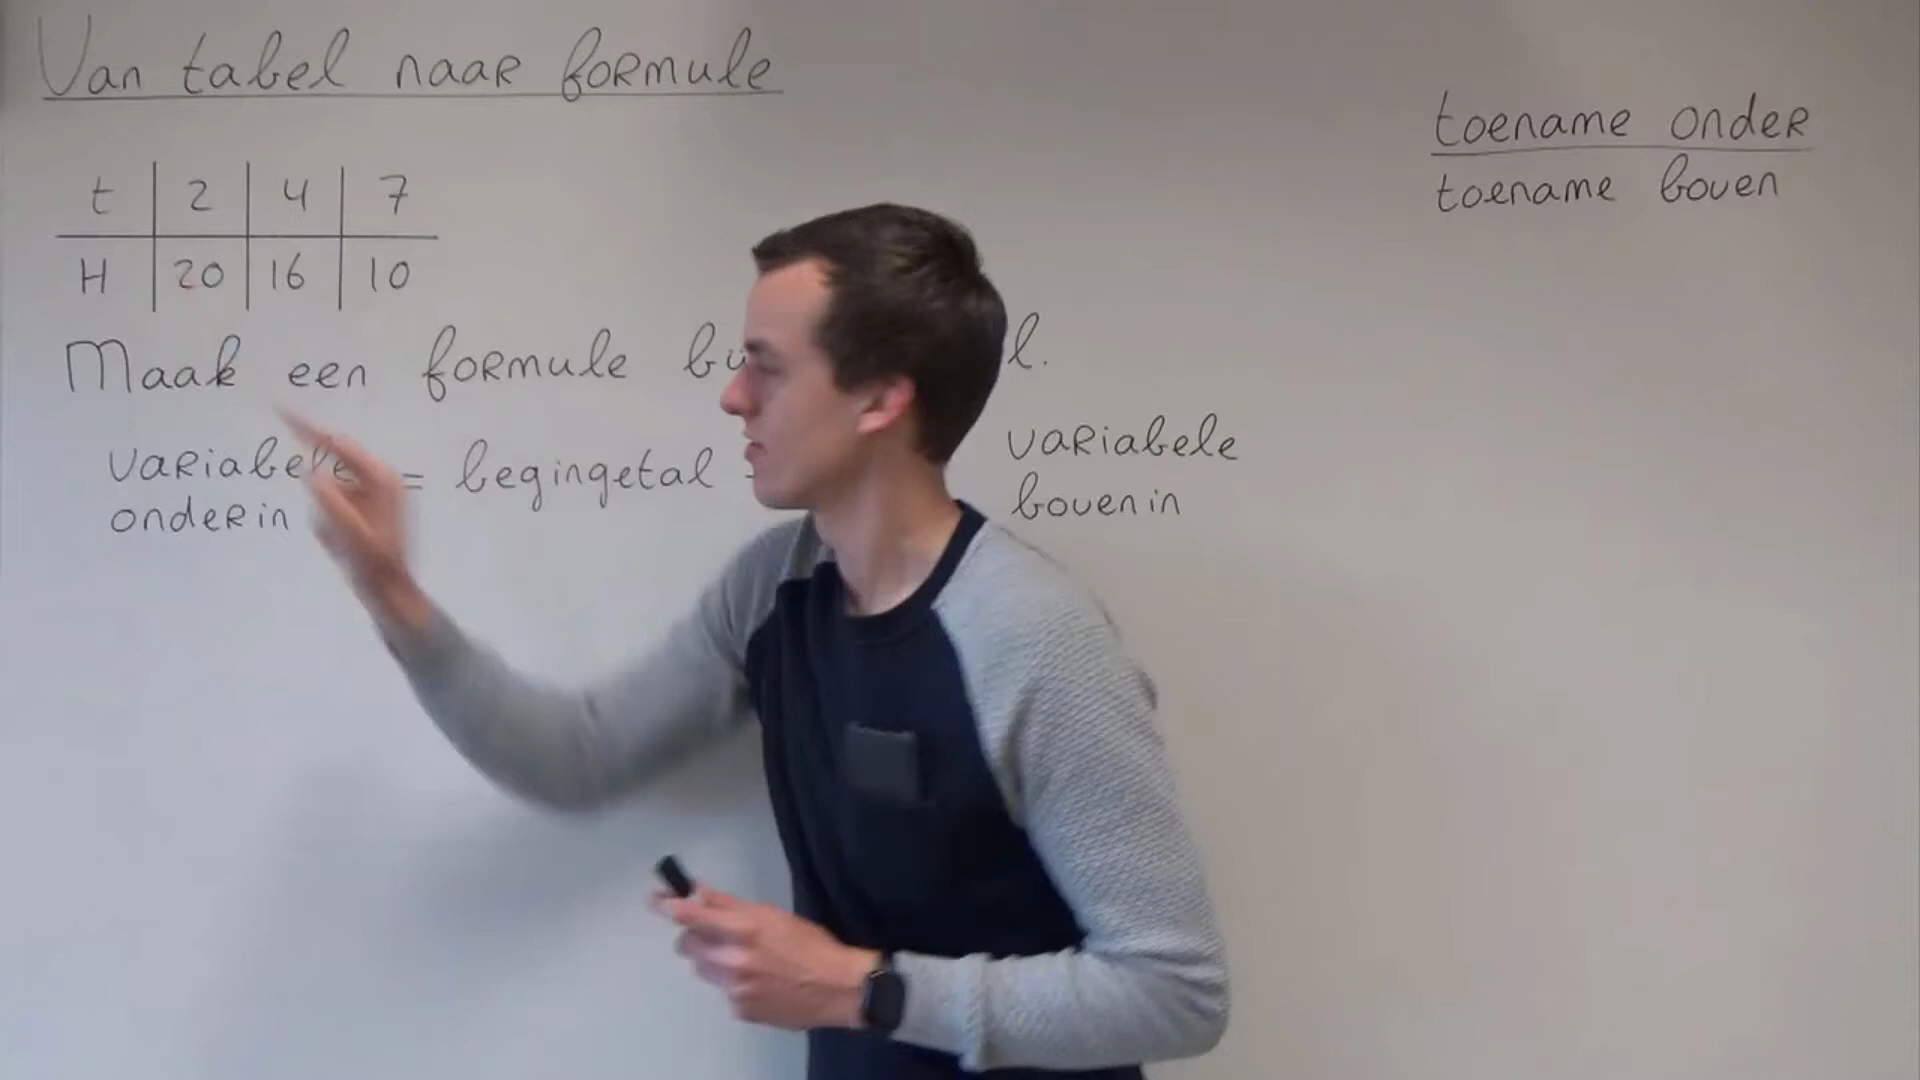 Van tabel naar formule
toename onder
toename boven
t 2 4 7
H 20 16 10
Maak een formule
variabele = begingetal variabele
onderin bovenin